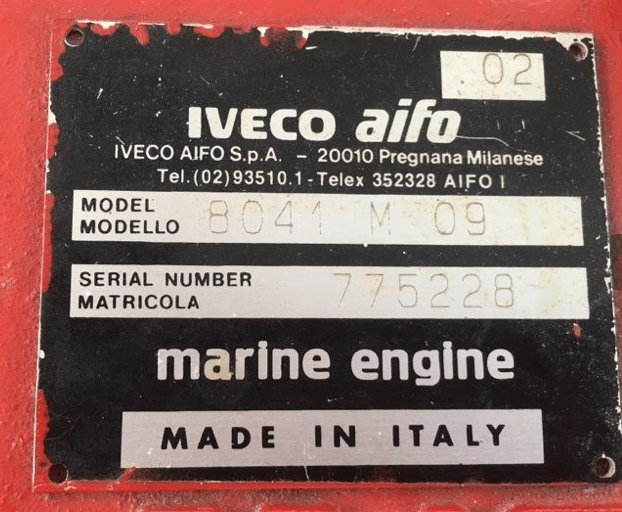 .02
IVECO aifo
IVECO AIFO S.p.A. – 20010 Pregnana Milanese
Tel.(02)93510.1 - Telex 352328 AIFO I
MODEL
MODELLO 8041 M 09
SERIAL NUMBER
MATRICOLA 775228
marine engine
MADE IN ITALY